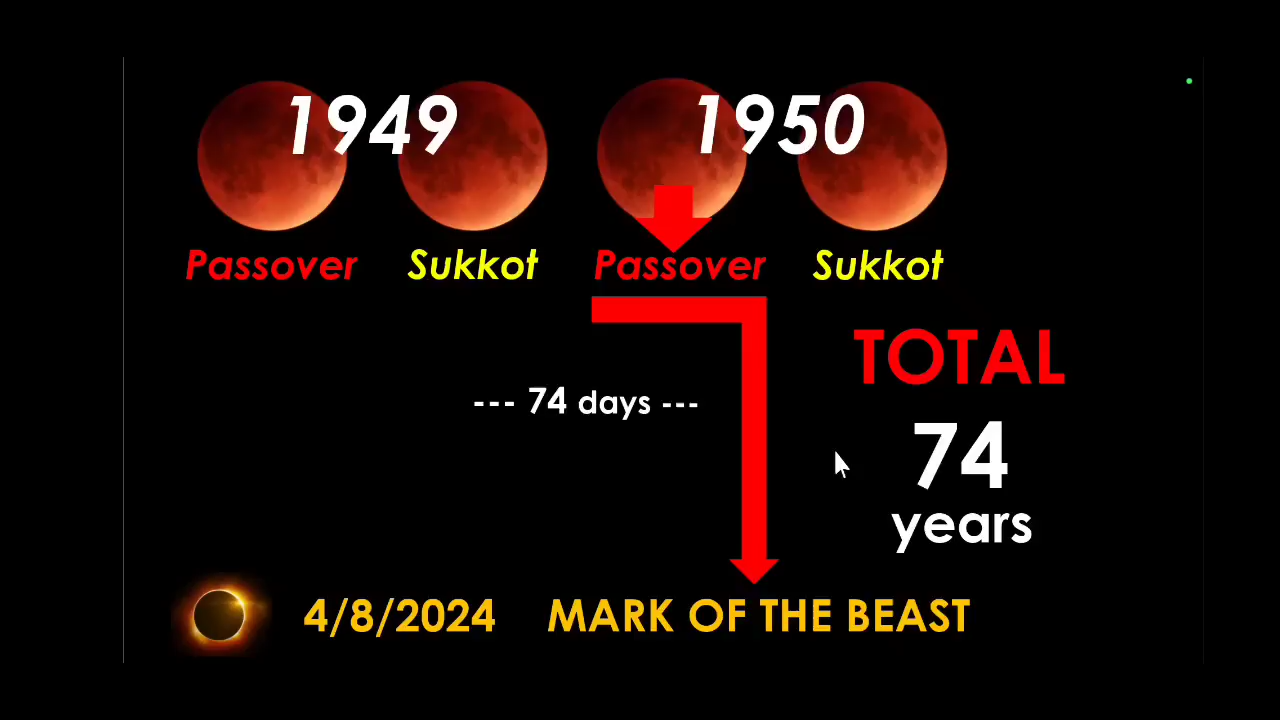 1949 1950
Passover Sukkot Passover Sukkot
TOTAL
--- 74 days ---
74
years
4/8/2024 MARK OF THE BEAST